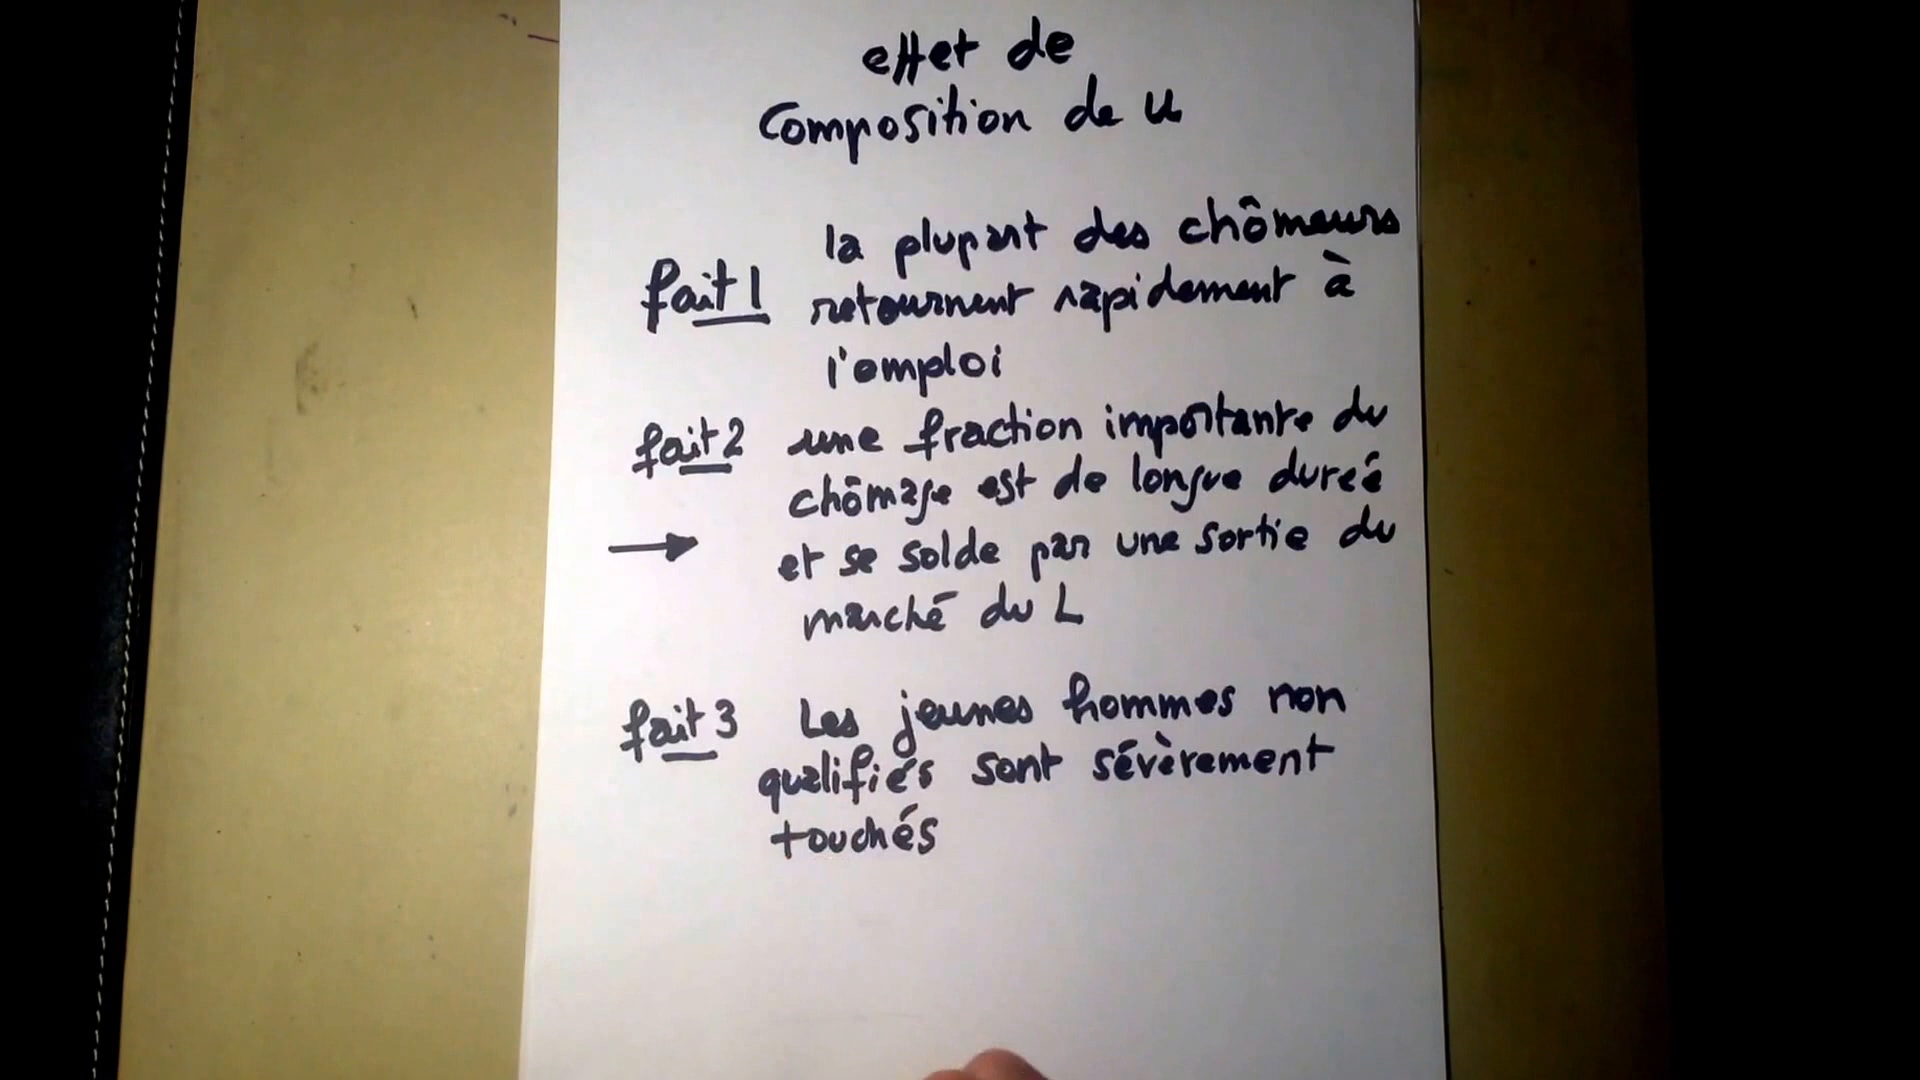 effet de
Composition de u
la plupart des chômeurs
fait 1 retournent rapidement à
l'emploi
fait 2 une fraction importante du
chômage est de longue dureé
→ et se solde par une sortie du
marché du L
fait 3 Les jeunes hommes non
qualifiés sont sévèrement
touchés